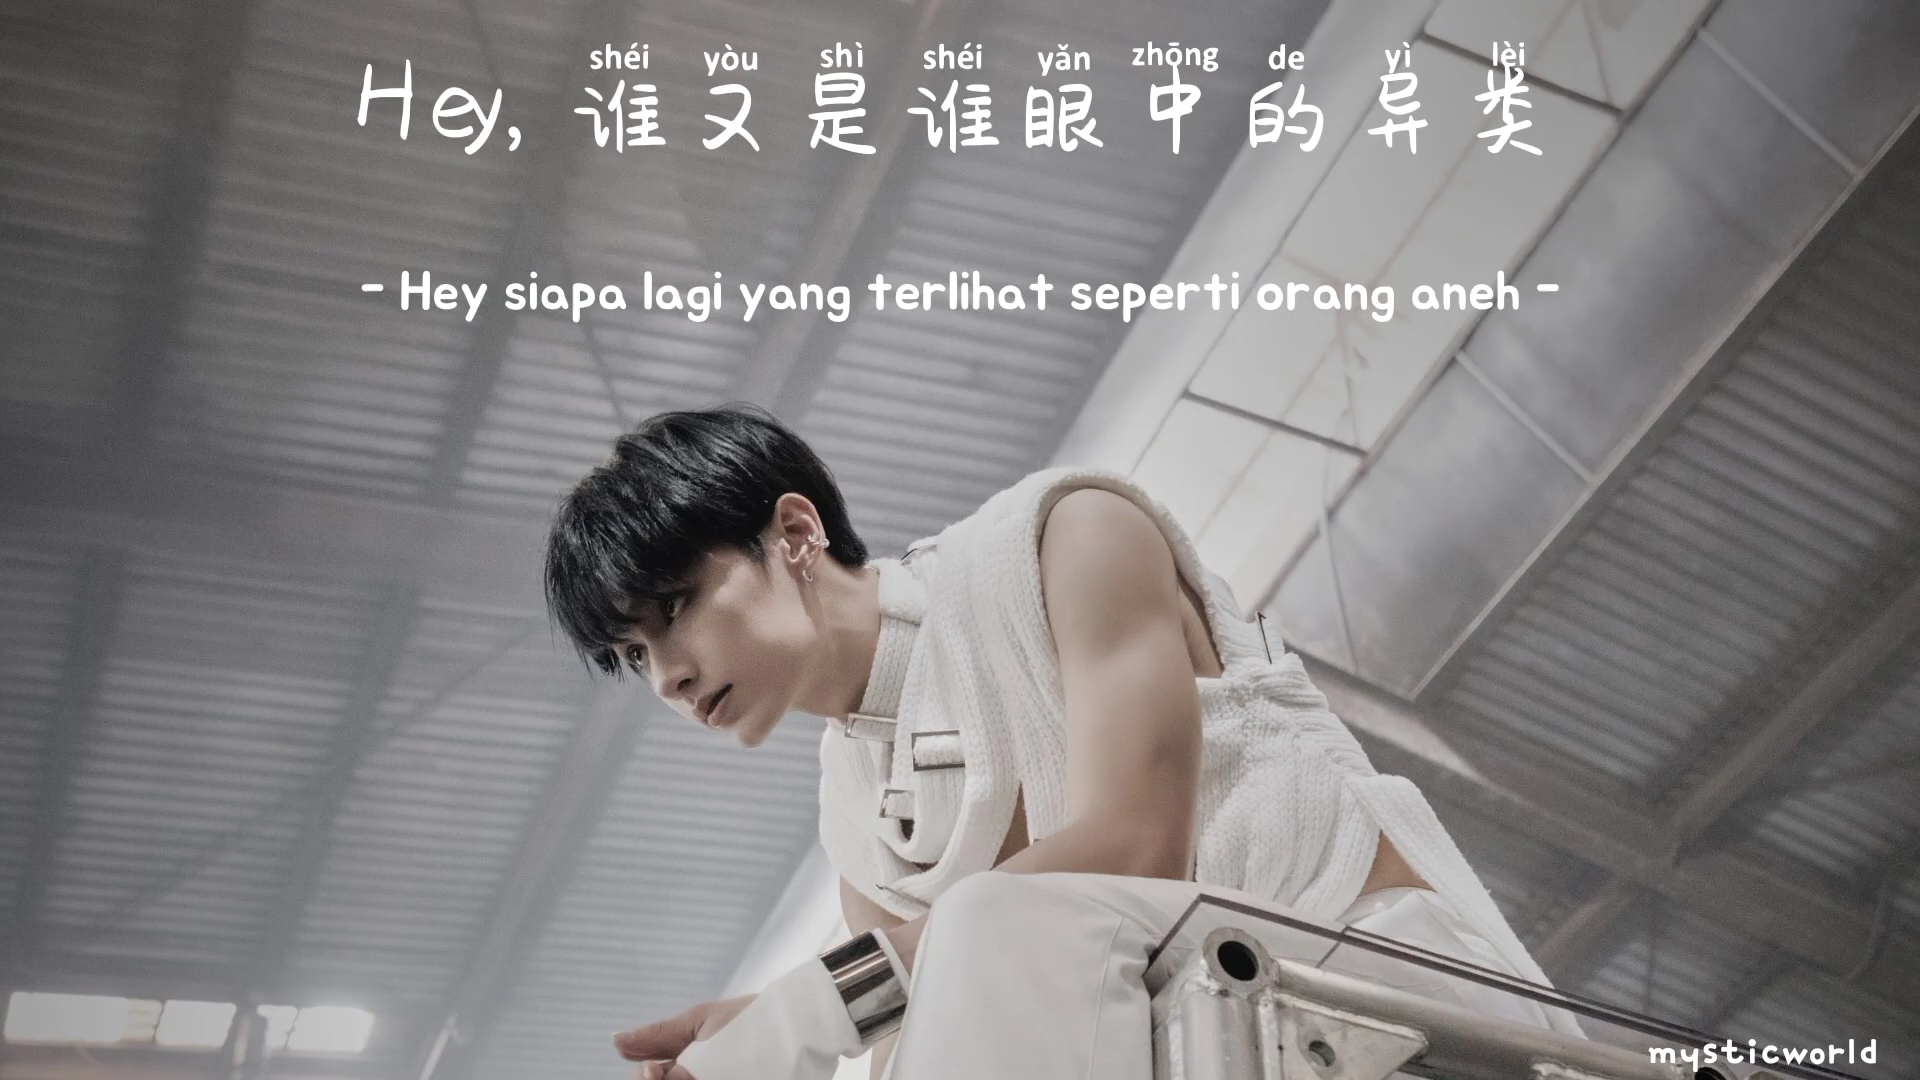 shéi yòu shì shéi yǎn zhōng de yì lèi
Hey, 谁又是谁眼中的异类
- Hey siapa lagi yang terlihat seperti orang aneh -
mysticworld